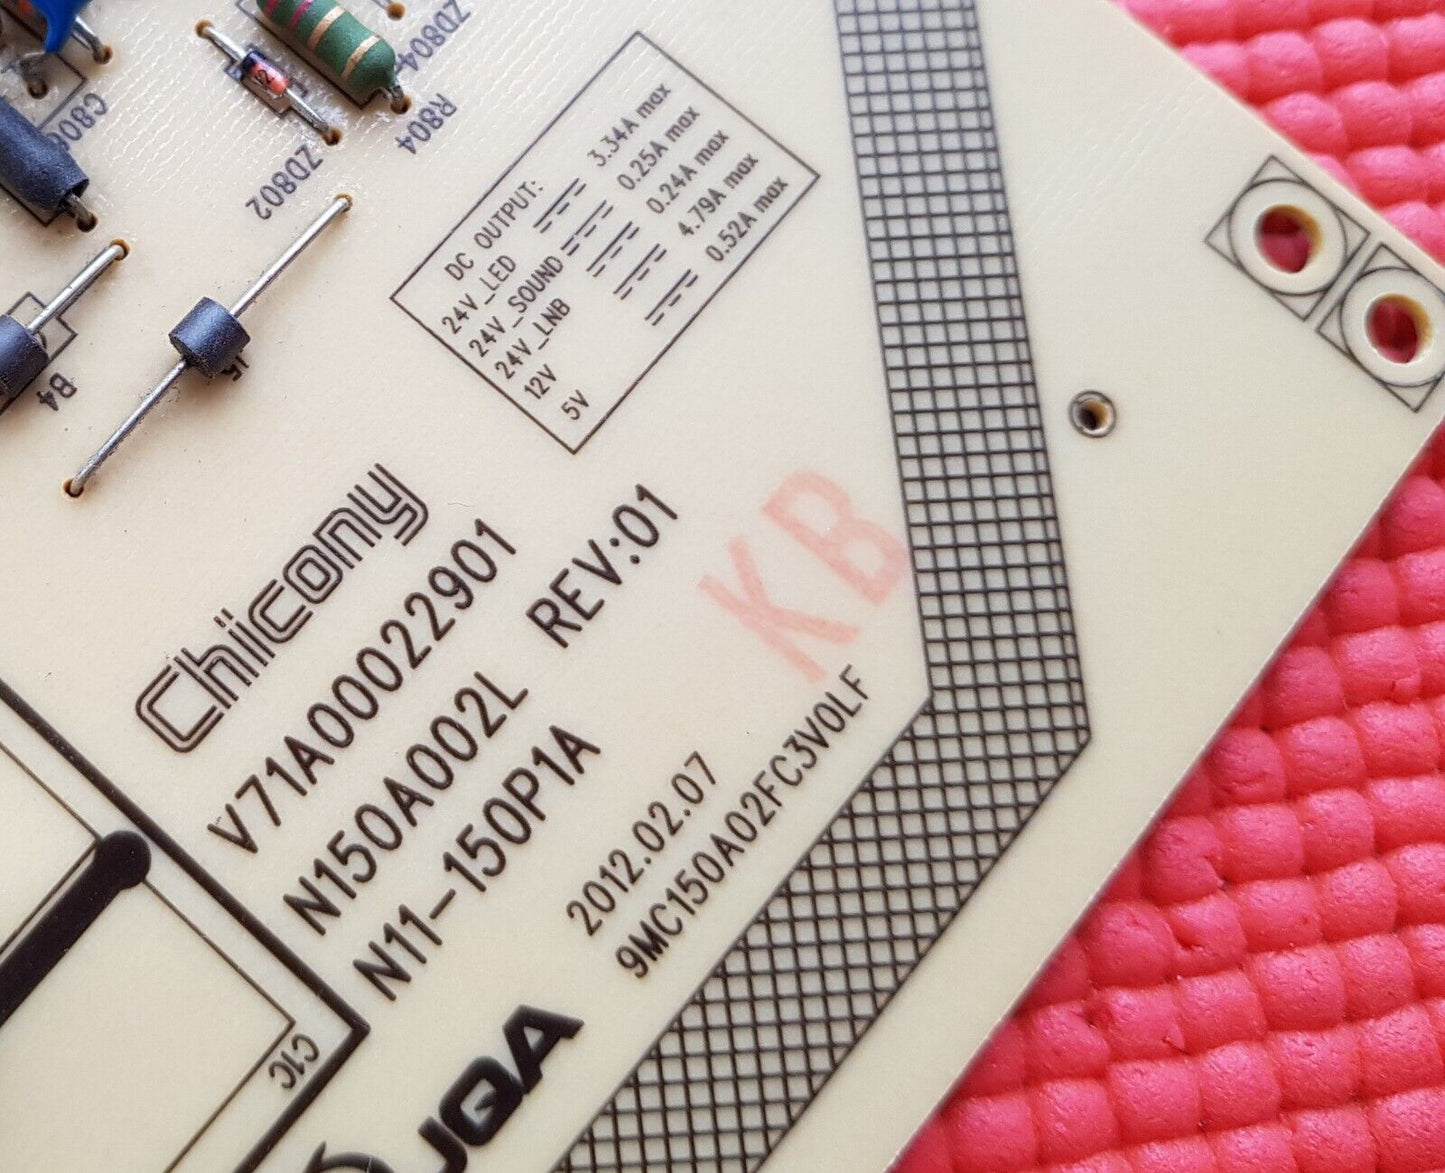 ZD804
R804
C806
ZD802
DC OUTPUT:
24V_LED 3.34A max
24V_SOUND 0.25A max
24V_LNB 0.24A max
12V 4.79A max
5V 0.52A max
J5
B4
Chicony
V71A00022901
N150A002L REV:01
N11-150P1A
KB
2012.02.07
9MC150A02FC3V0LF
C1C
JQA